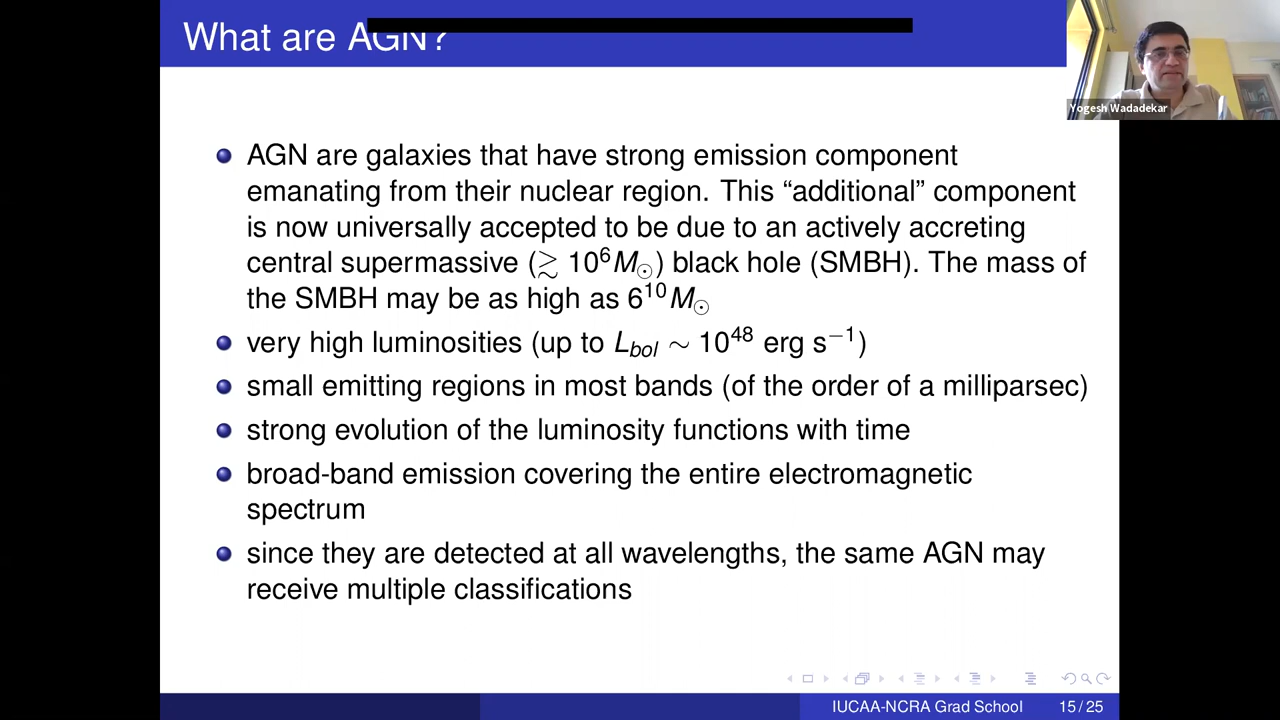 What are AGN?
Yogesh Wadadekar
AGN are galaxies that have strong emission component
emanating from their nuclear region. This “additional” component
is now universally accepted to be due to an actively accreting
central supermassive (≳ 10⁶M☉) black hole (SMBH). The mass of
the SMBH may be as high as 6¹⁰M☉
very high luminosities (up to L_bol ∼ 10⁴⁸ erg s⁻¹)
small emitting regions in most bands (of the order of a milliparsec)
strong evolution of the luminosity functions with time
broad-band emission covering the entire electromagnetic
spectrum
since they are detected at all wavelengths, the same AGN may
receive multiple classifications
IUCAA-NCRA Grad School 15/25